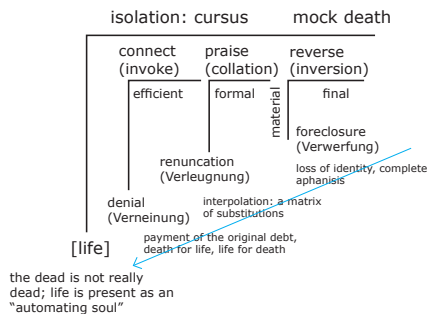 isolation: cursus mock death
connect praise reverse
(invoke) (collation) (inversion)
efficient formal material final
foreclosure
(Verwerfung)
renuncation
(Verleugnung)
loss of identity, complete
aphanisis
denial
(Verneinung)
interpolation: a matrix
of substitutions
[life]
payment of the original debt,
death for life, life for death
the dead is not really
dead; life is present as an
“automating soul”